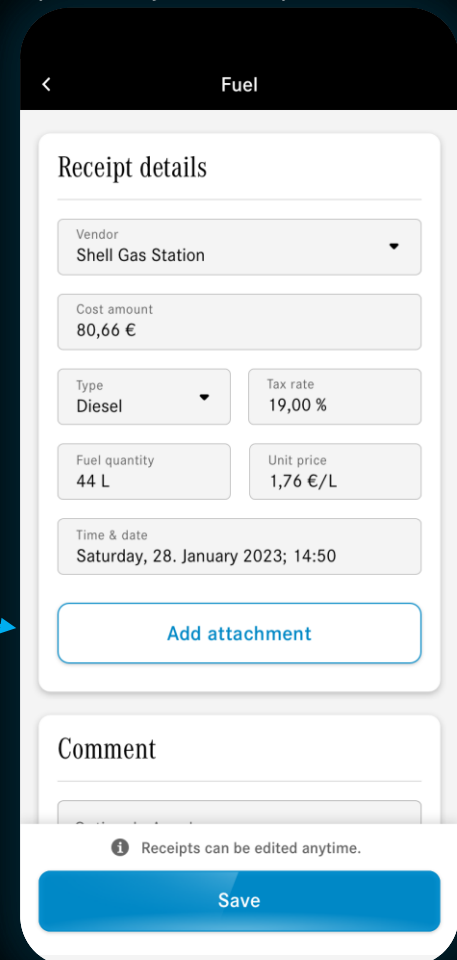 Fuel
Receipt details
Vendor
Shell Gas Station
Cost amount
80,66 €
Type
Diesel
Tax rate
19,00 %
Fuel quantity
44 L
Unit price
1,76 €/L
Time & date
Saturday, 28. January 2023; 14:50
Add attachment
Comment
Receipts can be edited anytime.
Save